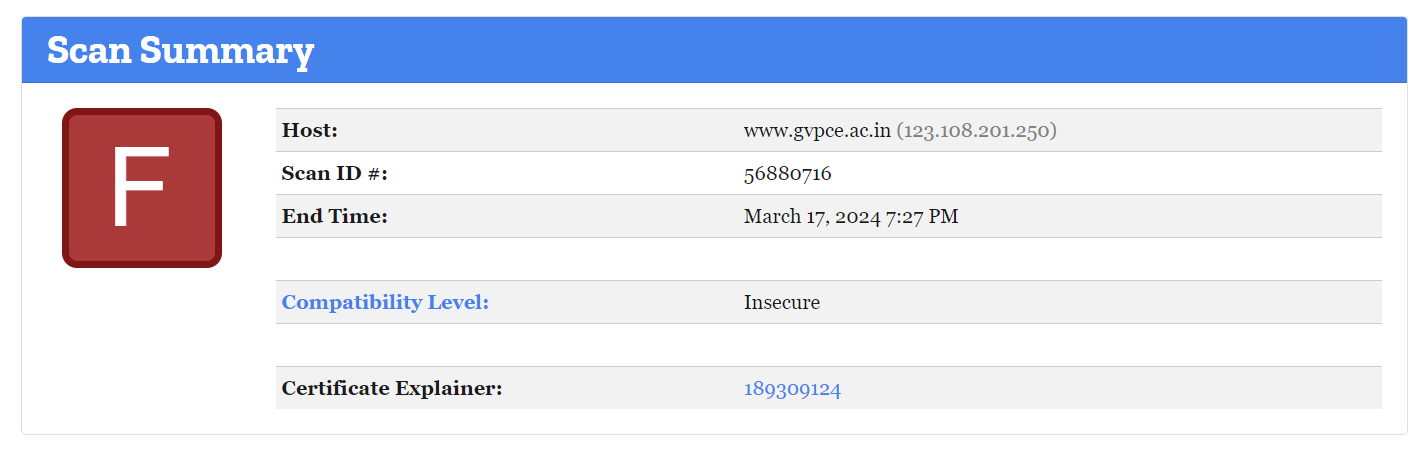 Scan Summary
F
Host: www.gvpce.ac.in (123.108.201.250)
Scan ID #: 56880716
End Time: March 17, 2024 7:27 PM
Compatibility Level: Insecure
Certificate Explainer: 189309124